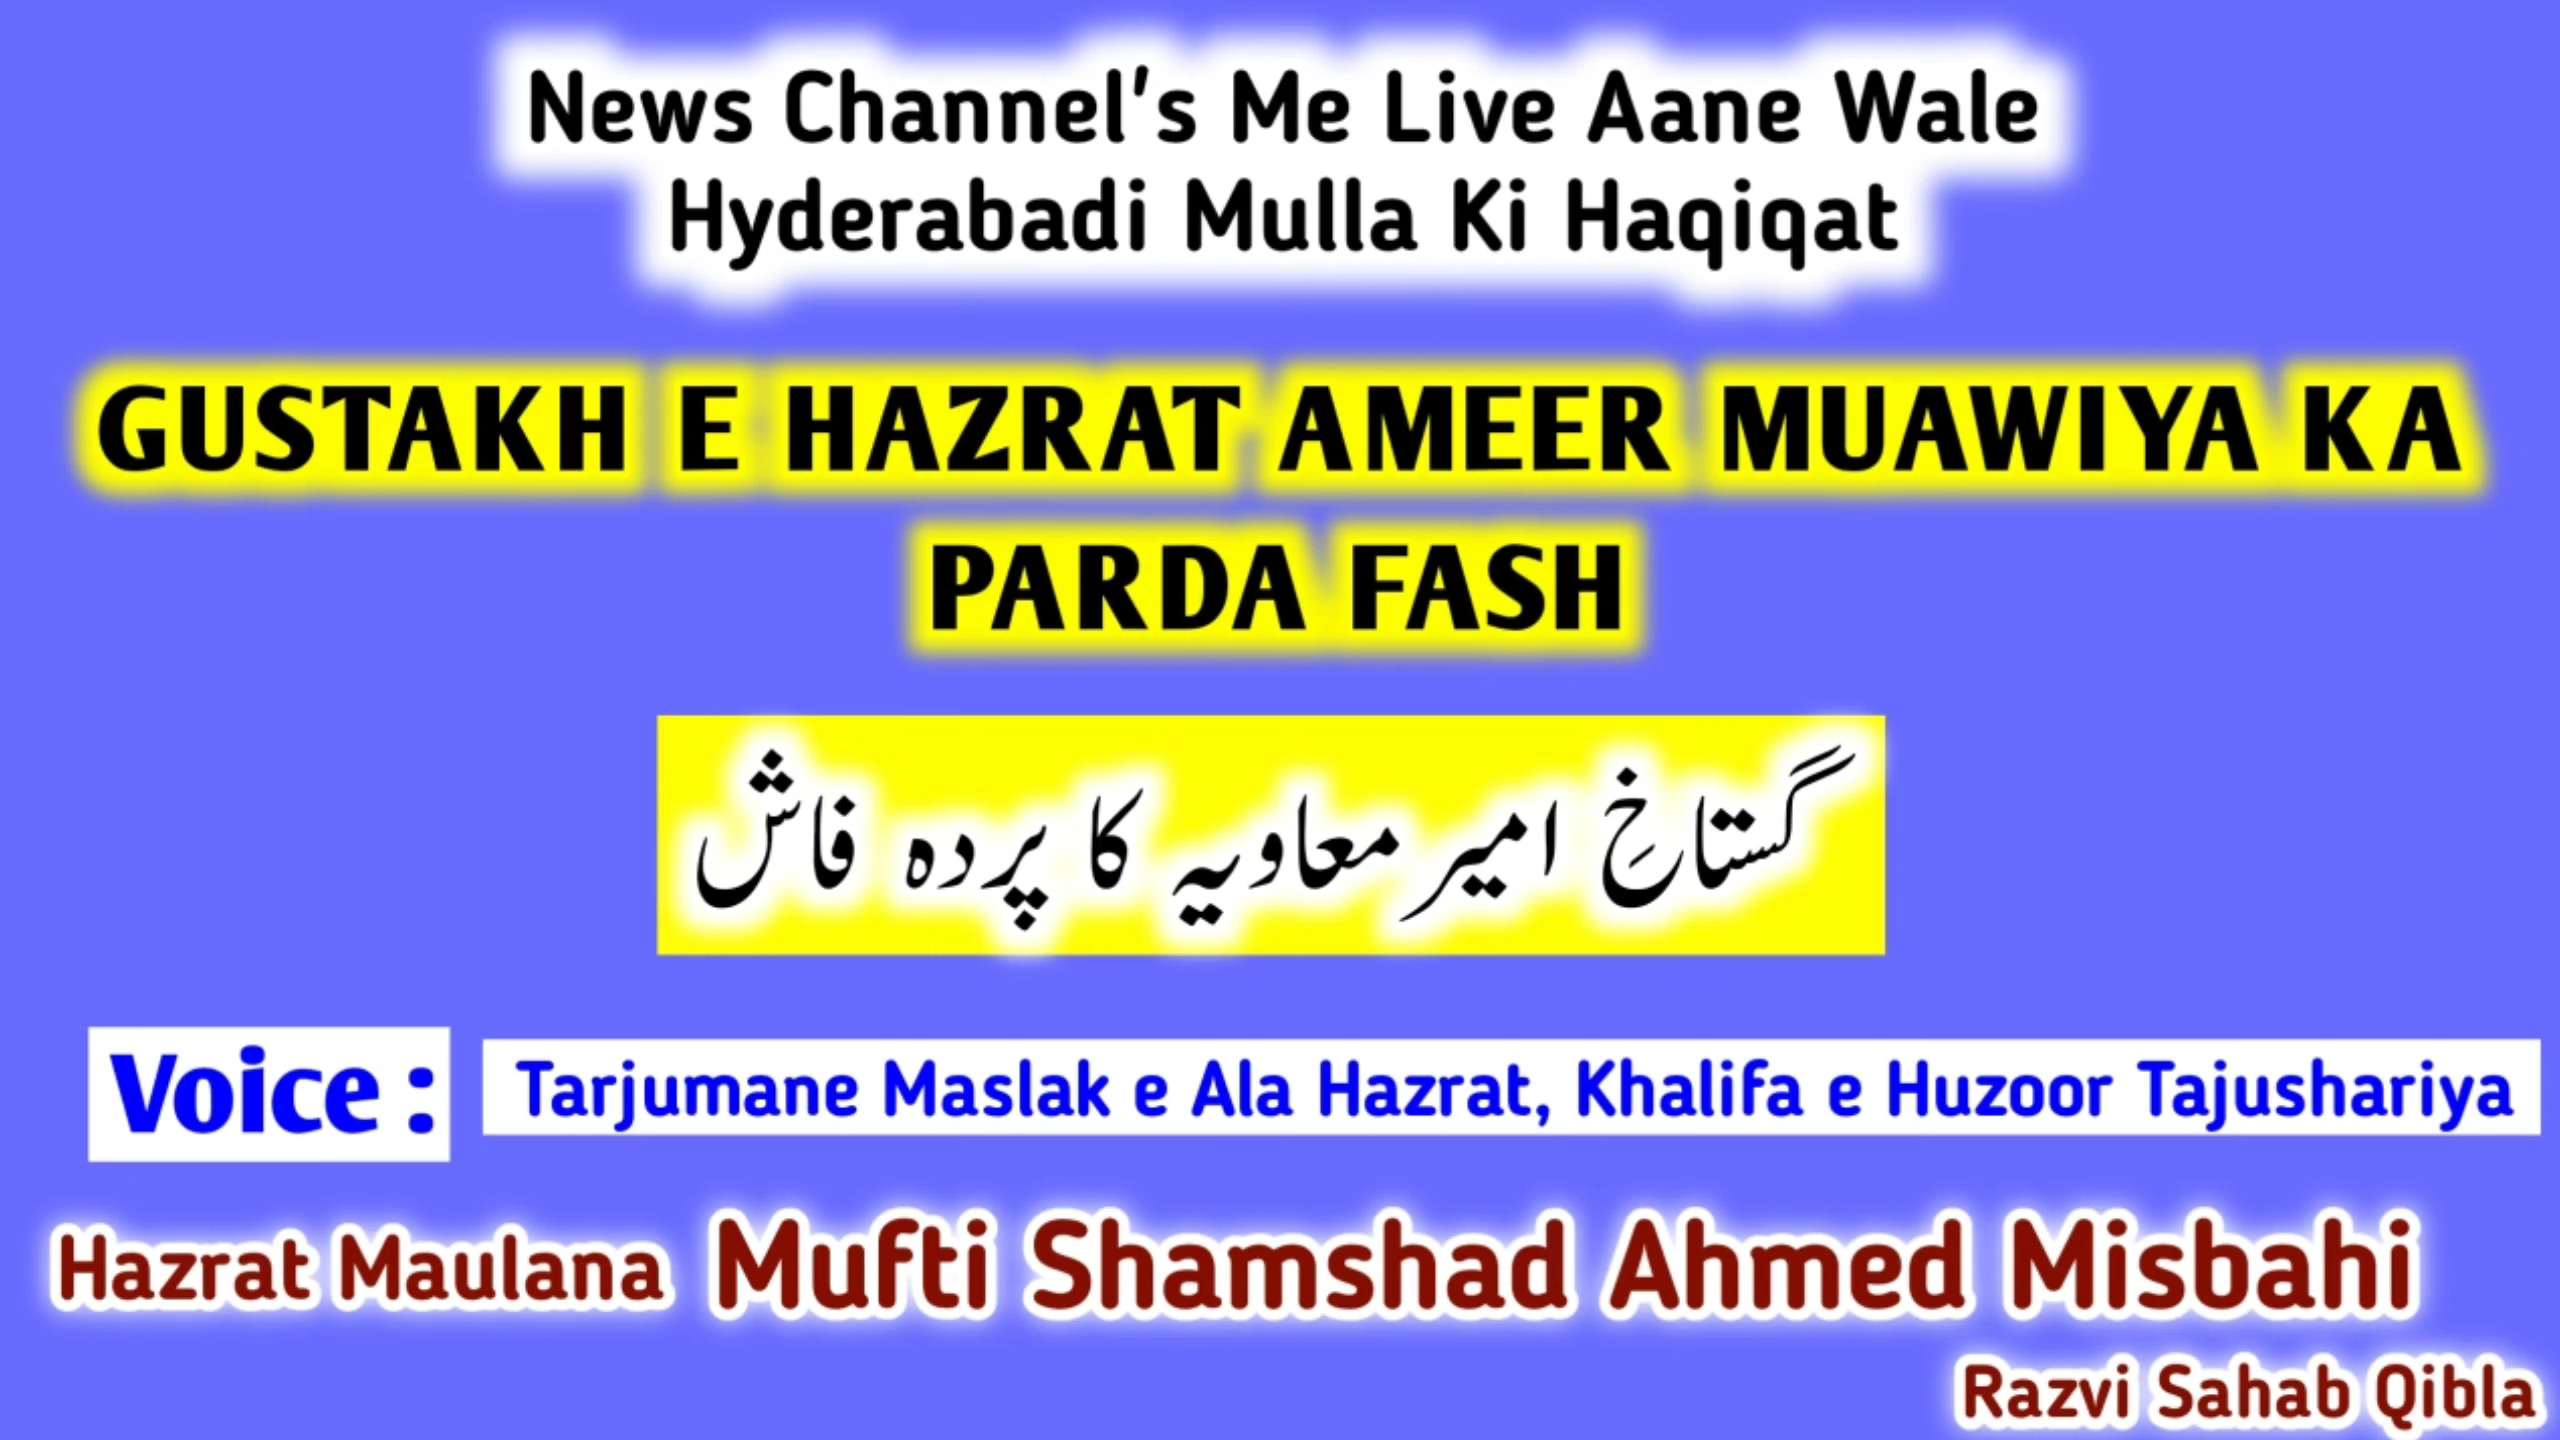 News Channel's Me Live Aane Wale
Hyderabadi Mulla Ki Haqiqat
GUSTAKH E HAZRAT AMEER MUAWIYA KA
PARDA FASH
گستاخِ امیر معاویہ کا پردہ فاش
Voice : Tarjumane Maslak e Ala Hazrat, Khalifa e Huzoor Tajushariya
Hazrat Maulana Mufti Shamshad Ahmed Misbahi
Razvi Sahab Qibla